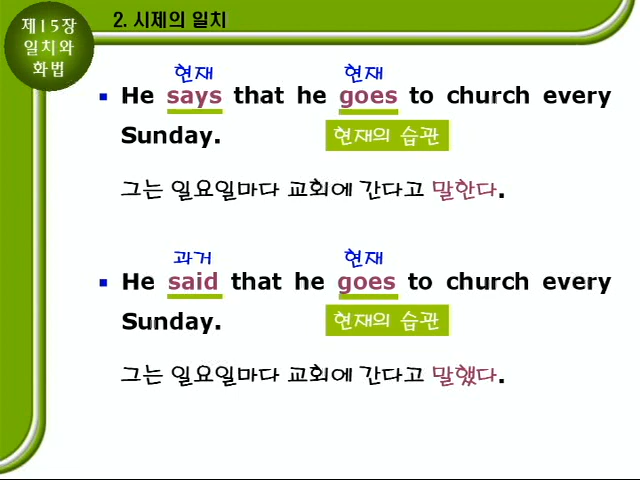 제15장
일치와
화법
2. 시제의 일치
현재 현재
He says that he goes to church every
Sunday. 현재의 습관
그는 일요일마다 교회에 간다고 말한다.
과거 현재
He said that he goes to church every
Sunday. 현재의 습관
그는 일요일마다 교회에 간다고 말했다.